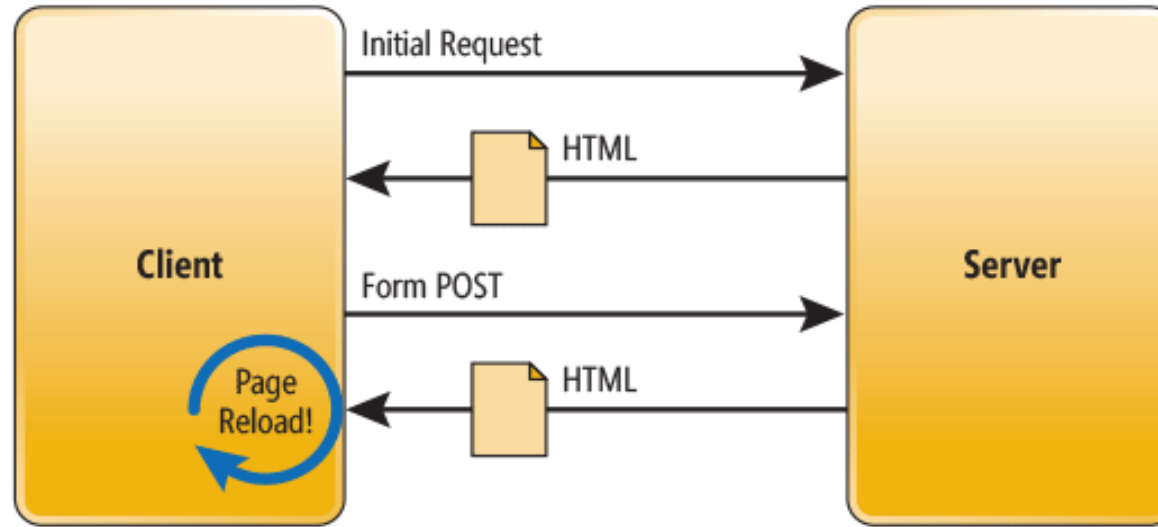 Initial Request
HTML
Client
Server
Form POST
HTML
Page
Reload!